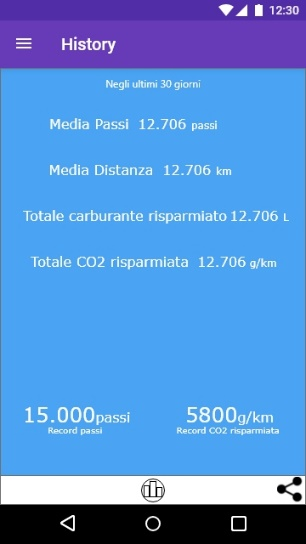 12:30
History
Negli ultimi 30 giorni
Media Passi 12.706 passi
Media Distanza 12.706 km
Totale carburante risparmiato 12.706 L
Totale CO2 risparmiata 12.706 g/km
15.000passi 5800g/km
Record passi Record CO2 risparmiata